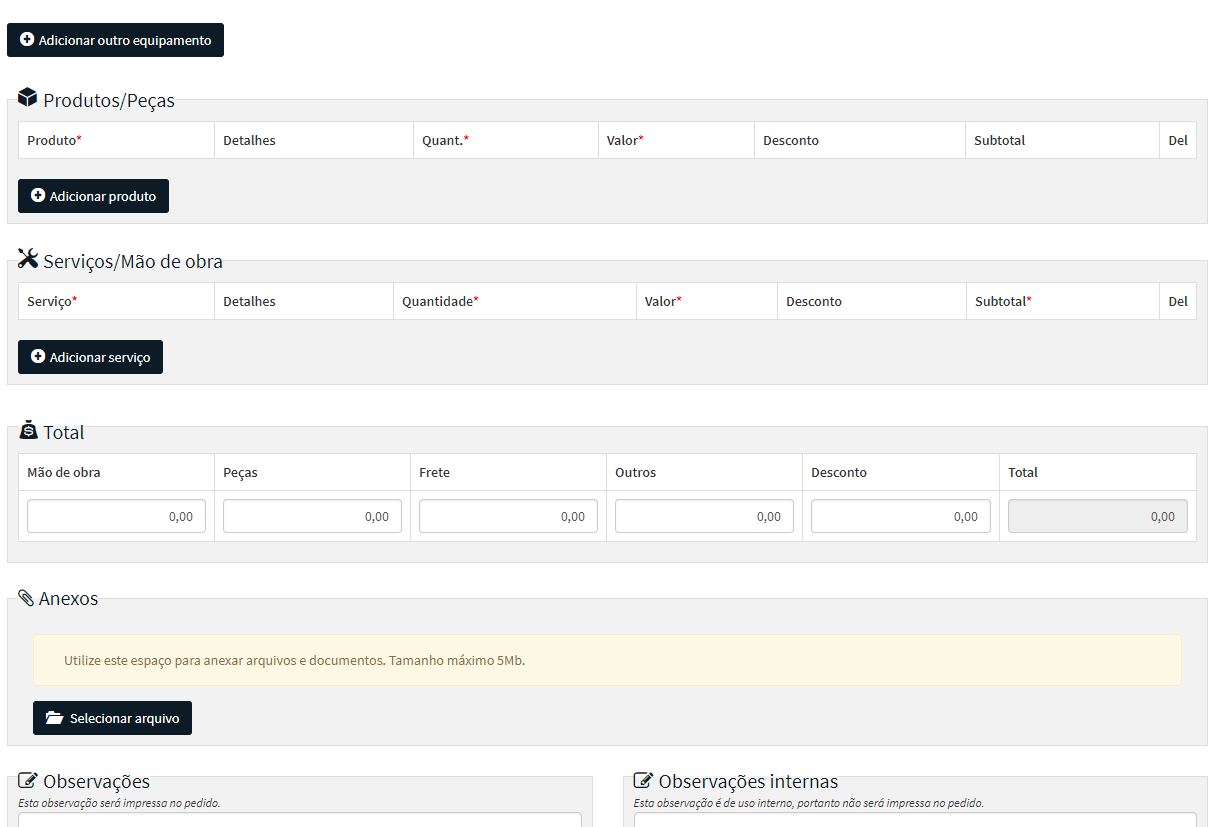 Adicionar outro equipamento
Produtos/Peças
Produto* Detalhes Quant.* Valor* Desconto Subtotal Del
Adicionar produto
Serviços/Mão de obra
Serviço* Detalhes Quantidade* Valor* Desconto Subtotal* Del
Adicionar serviço
Total
Mão de obra Peças Frete Outros Desconto Total
0,00 0,00 0,00 0,00 0,00 0,00
Anexos
Utilize este espaço para anexar arquivos e documentos. Tamanho máximo 5Mb.
Selecionar arquivo
Observações
Esta observação será impressa no pedido.
Observações internas
Esta observação é de uso interno, portanto não será impressa no pedido.